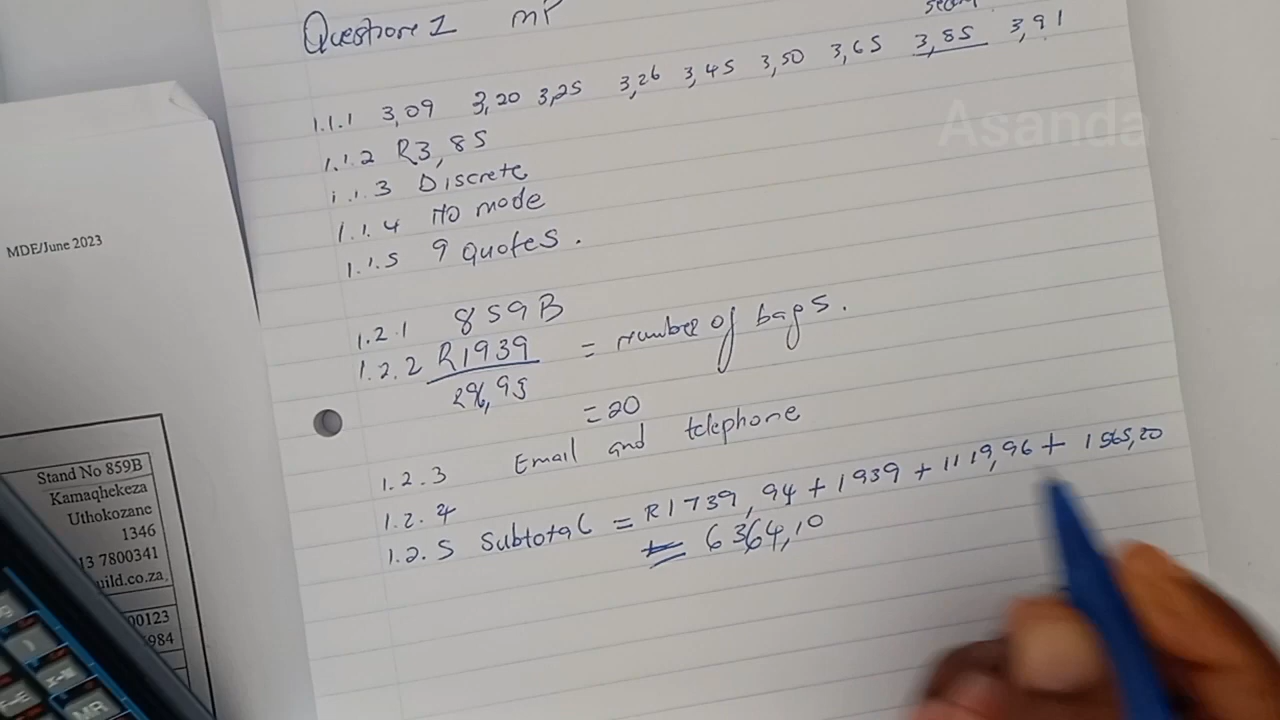 Question 1
3,09 3,20 3,25 3,26 3,45 3,50 3,65 3,85 3,91
1.1.1
1.1.2 R3,85
1.1.3 Discrete
1.1.4 No mode
1.1.5 9 Quotes.
1.2.1 859B
1.2.2 R1939 = number of bags.
= 20
1.2.3 Email and telephone
1.2.4
1.2.5 Subtotal = R1739,94 + 1939 + 1119,96 + 1565,20
= 6364,10
Asanda
MDE/June 2023
Stand No 859B
Kamaqhekeza
Uthokozane
1346
13 7800341
uild.co.za,
00123
984